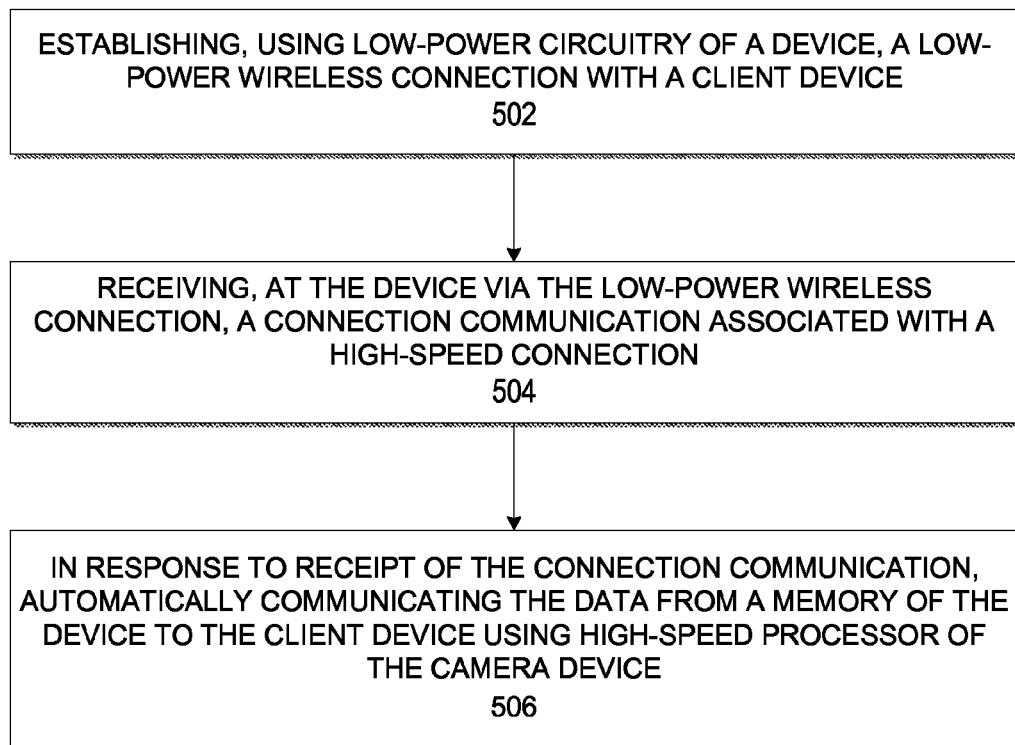 ESTABLISHING, USING LOW-POWER CIRCUITRY OF A DEVICE, A LOW-
POWER WIRELESS CONNECTION WITH A CLIENT DEVICE
502
RECEIVING, AT THE DEVICE VIA THE LOW-POWER WIRELESS
CONNECTION, A CONNECTION COMMUNICATION ASSOCIATED WITH A
HIGH-SPEED CONNECTION
504
IN RESPONSE TO RECEIPT OF THE CONNECTION COMMUNICATION,
AUTOMATICALLY COMMUNICATING THE DATA FROM A MEMORY OF THE
DEVICE TO THE CLIENT DEVICE USING HIGH-SPEED PROCESSOR OF
THE CAMERA DEVICE
506